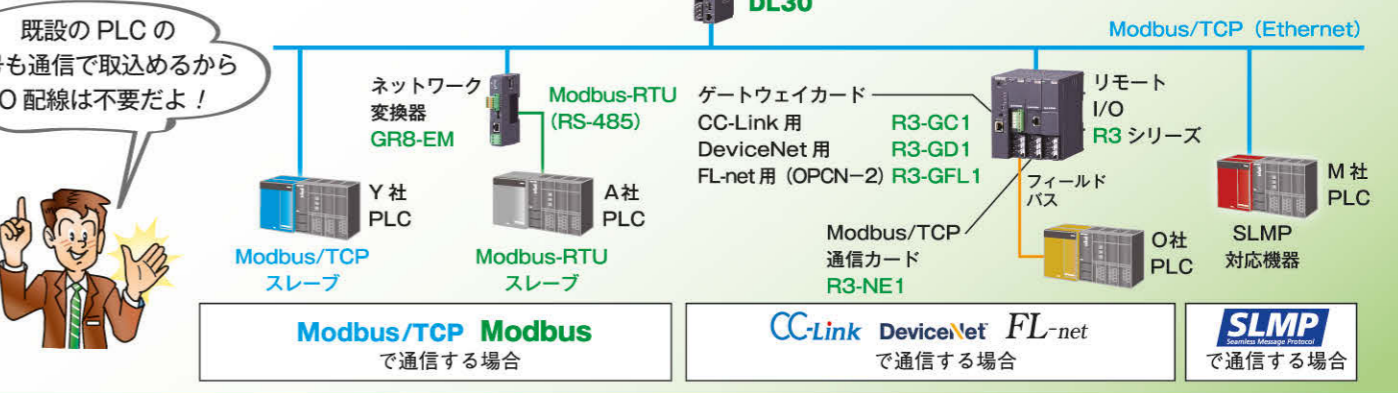 DL30
Modbus/TCP（Ethernet）
既設の PLC の
も通信で取込めるから
O 配線は不要だよ！
ネットワーク
変換器
GR8-EM
Modbus-RTU
(RS-485)
ゲートウェイカード
CC-Link 用 R3-GC1
DeviceNet 用 R3-GD1
FL-net 用（OPCN−2）R3-GFL1
リモート
I/O
R3 シリーズ
フィールド
バス
Modbus/TCP
通信カード
R3-NE1
Y 社
PLC
Modbus/TCP
スレーブ
A 社
PLC
Modbus-RTU
スレーブ
O 社
PLC
M 社
PLC
SLMP
対応機器
Modbus/TCP Modbus
で通信する場合
CC-Link DeviceNet FL-net
で通信する場合
SLMP
Seamless Message Protocol
で通信する場合